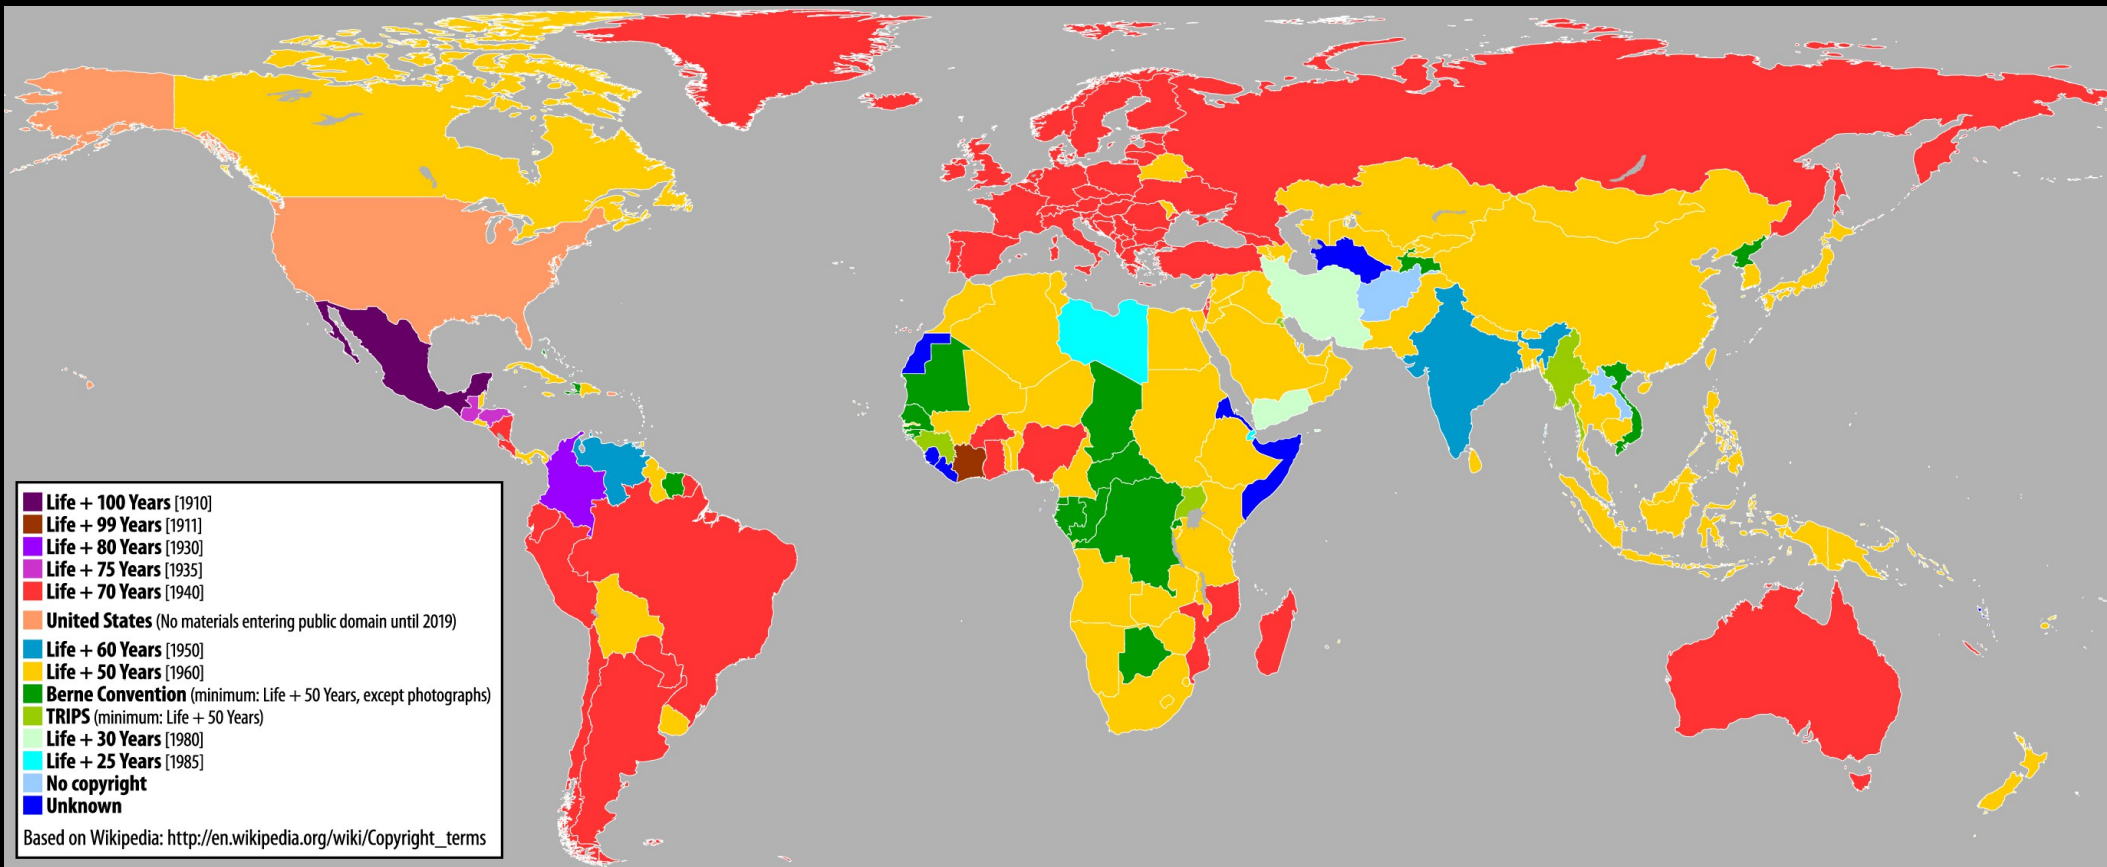 Life + 100 Years [1910]
Life + 99 Years [1911]
Life + 80 Years [1930]
Life + 75 Years [1935]
Life + 70 Years [1940]
United States (No materials entering public domain until 2019)
Life + 60 Years [1950]
Life + 50 Years [1960]
Berne Convention (minimum: Life + 50 Years, except photographs)
TRIPS (minimum: Life + 50 Years)
Life + 30 Years [1980]
Life + 25 Years [1985]
No copyright
Unknown
Based on Wikipedia: http://en.wikipedia.org/wiki/Copyright_terms